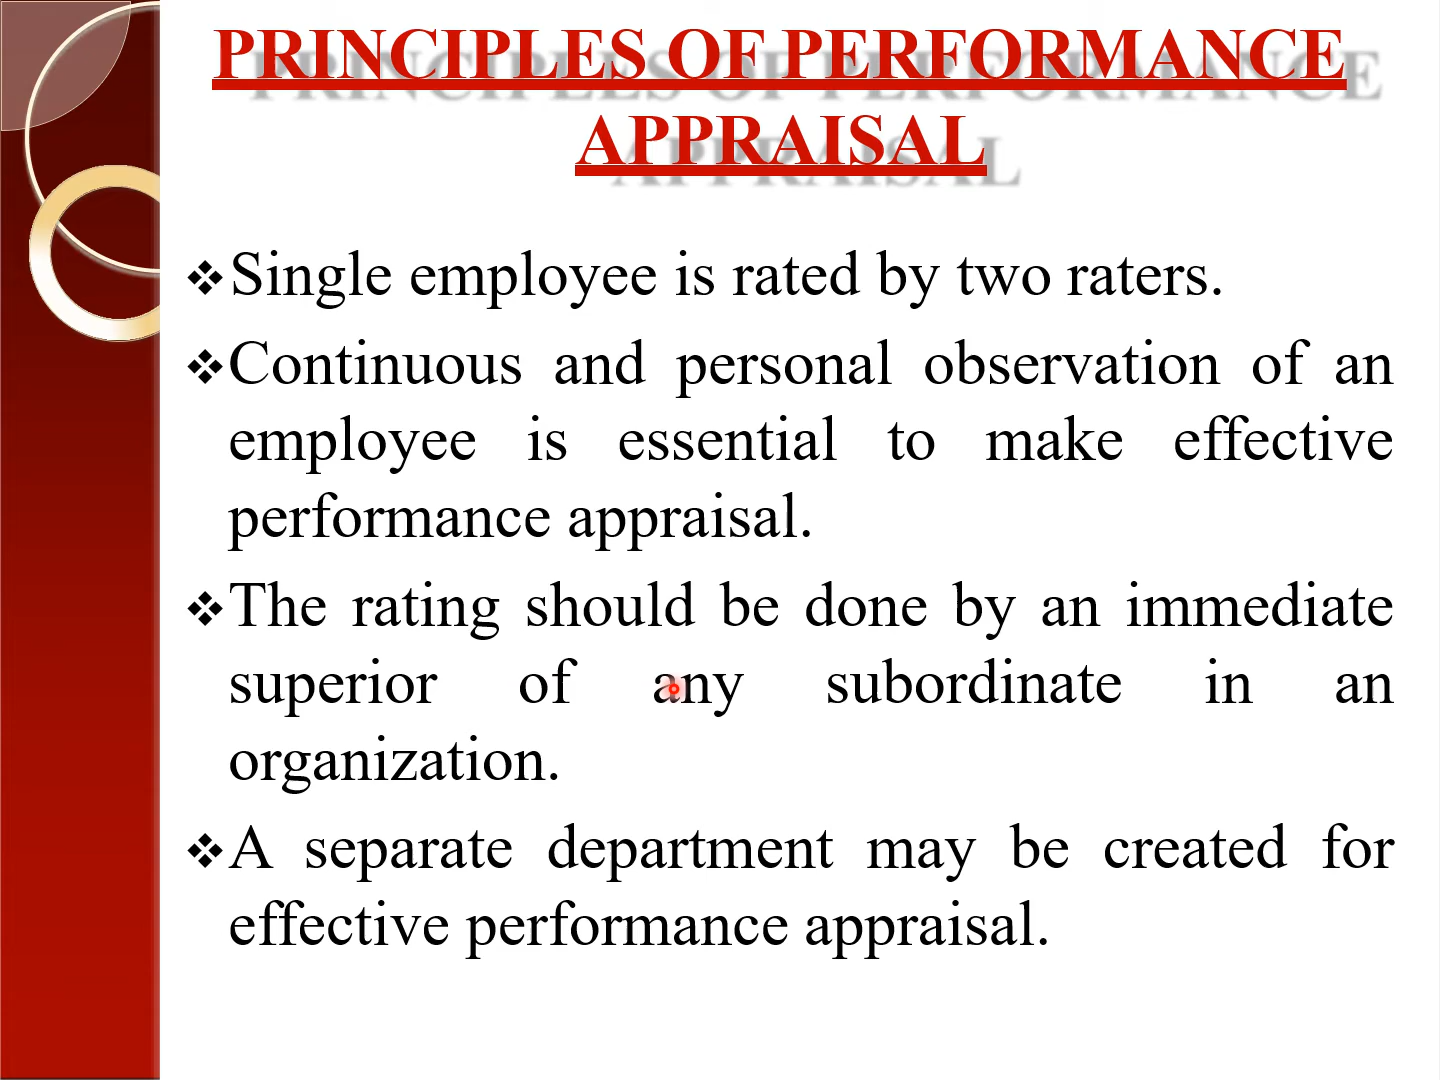 PRINCIPLES OF PERFORMANCE
APPRAISAL
❖Single employee is rated by two raters.
❖Continuous and personal observation of an
employee is essential to make effective
performance appraisal.
❖The rating should be done by an immediate
superior of any subordinate in an
organization.
❖A separate department may be created for
effective performance appraisal.